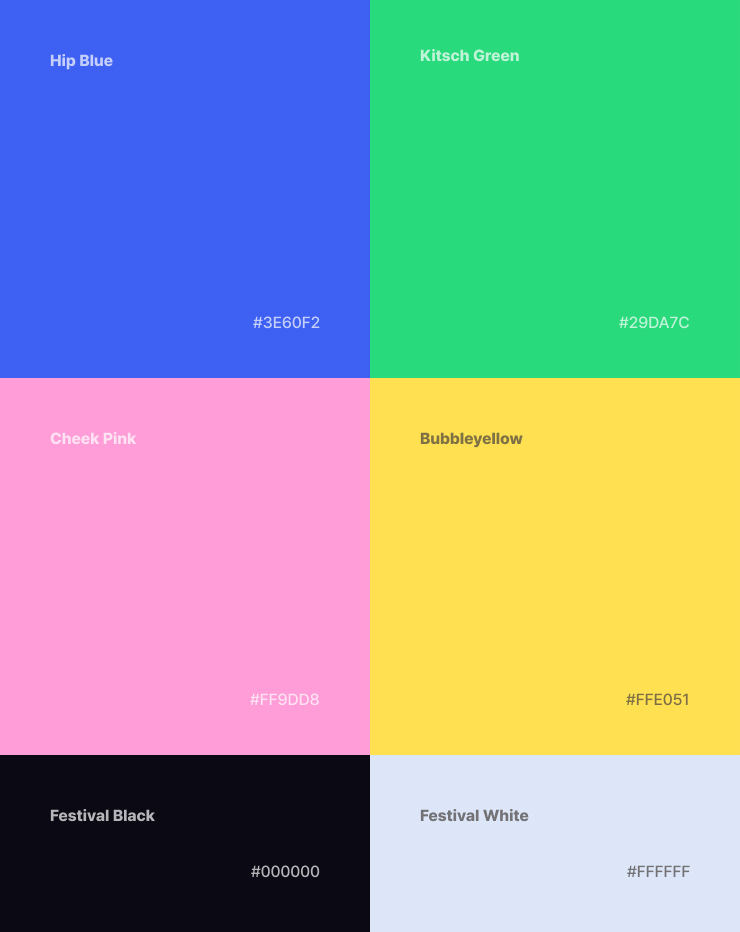 Hip Blue
Kitsch Green
#3E60F2
#29DA7C
Cheek Pink
Bubbleyellow
#FF9DD8
#FFE051
Festival Black
Festival White
#000000
#FFFFFF